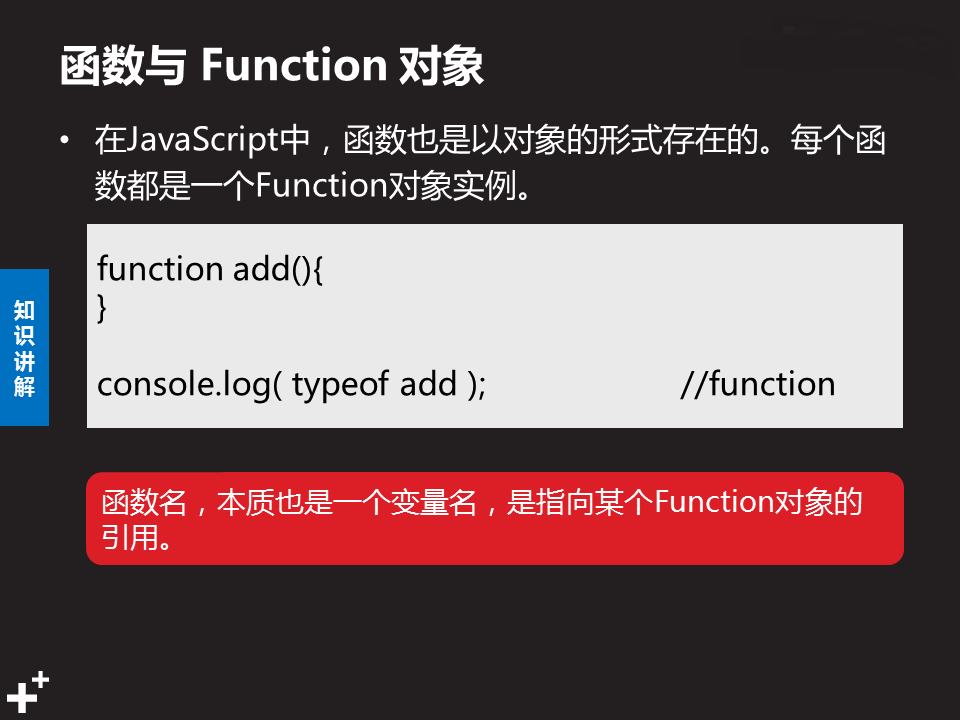 函数与 Function 对象
• 在JavaScript中，函数也是以对象的形式存在的。每个函
数都是一个Function对象实例。
function add(){
}
console.log( typeof add ); //function
知
识
讲
解
函数名，本质也是一个变量名，是指向某个Function对象的
引用。